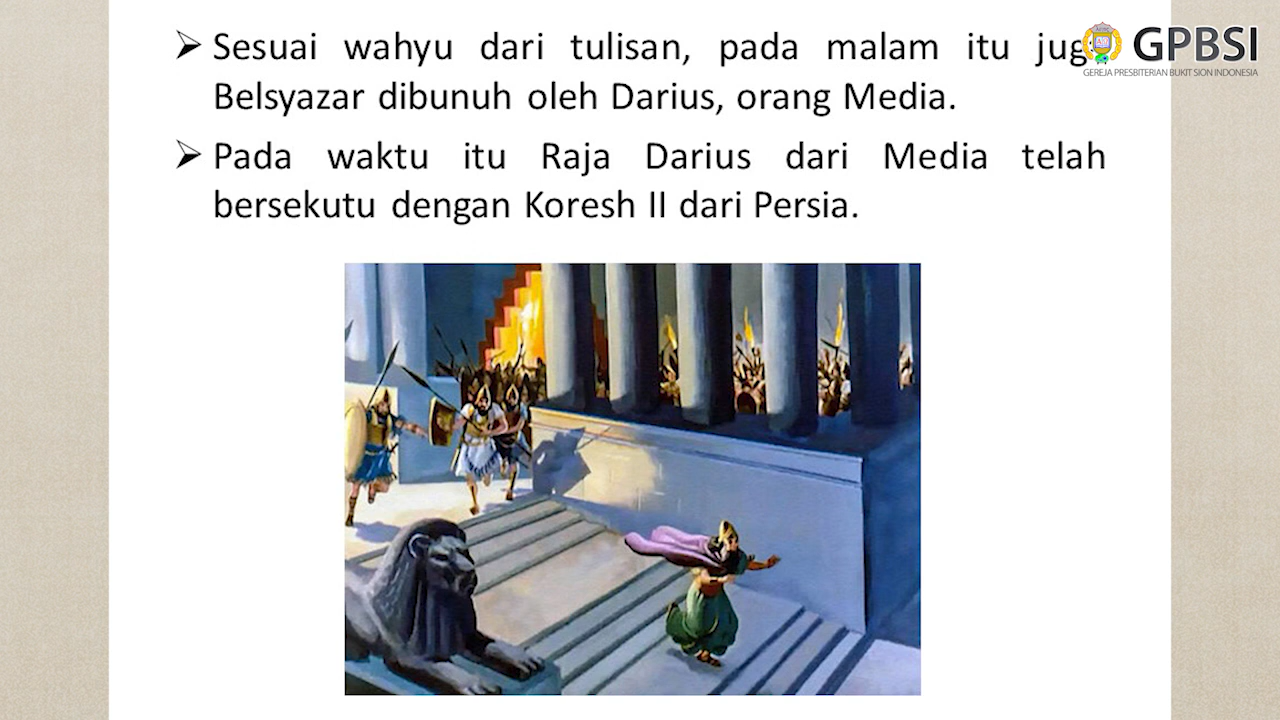 ➢ Sesuai wahyu dari tulisan, pada malam itu jug
Belsyazar dibunuh oleh Darius, orang Media.
➢ Pada waktu itu Raja Darius dari Media telah
bersekutu dengan Koresh II dari Persia.
GPBSI
GEREJA PRESBITERIAN BUKIT SION INDONESIA